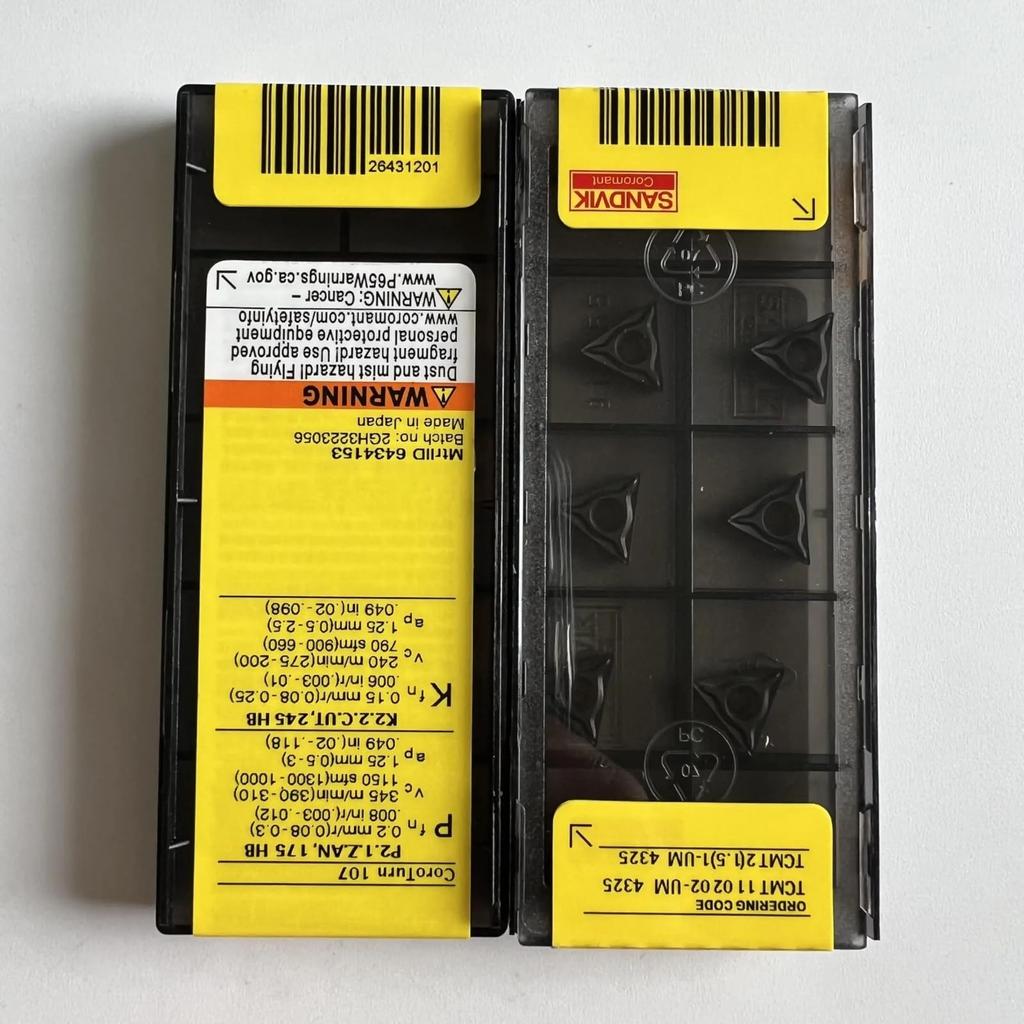 26431201
CoroTurn 107
P2.1.Z.AN, 175 HB
P fn 0.2 mm/r(0.08-0.3)
.008 in/r(.003-.012)
vc 345 m/min(390-310)
1150 sfm(1300-1000)
ap 1.25 mm(0.5-3)
.049 in(.02-.118)
K2.2.C.UT, 245 HB
K fn 0.15 mm/r(0.08-0.25)
.006 in/r(.003-.01)
vc 240 m/min(275-200)
790 sfm(900-660)
ap 1.25 mm(0.5-2.5)
.049 in(.02-.098)
MtrlID 6434153
Batch no: 2GH3223056
Made in Japan
WARNING
Dust and mist hazard! Flying
fragment hazard! Use approved
personal protective equipment
www.coromant.com/safetyinfo
WARNING: Cancer –
www.P65Warnings.ca.gov
ORDERING CODE
TCMT 11 02 02-UM 4325
TCMT 2(1.5)1-UM 4325
07
PC
07
SANDVIK
Coromant